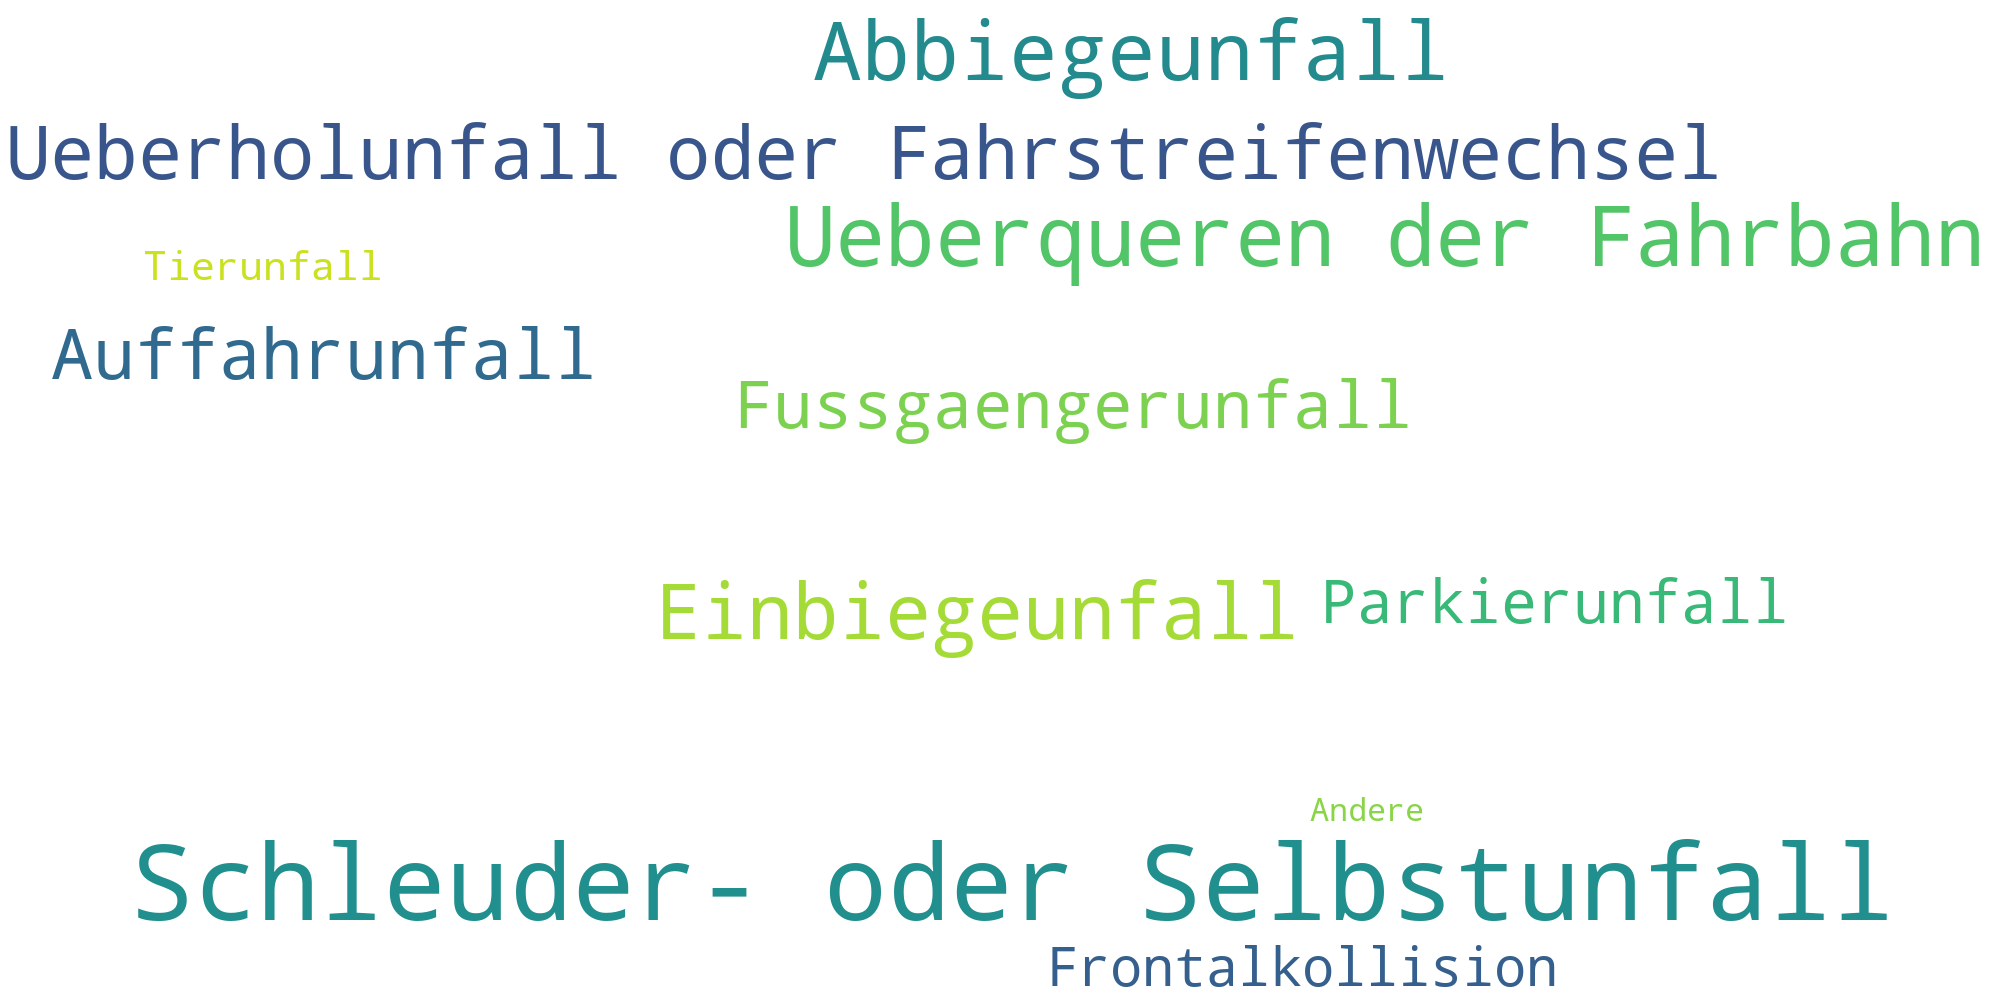 Abbiegeunfall
Ueberholunfall oder Fahrstreifenwechsel
Ueberqueren der Fahrbahn
Tierunfall
Auffahrunfall
Fussgaengerunfall
Einbiegeunfall
Parkierunfall
Andere
Schleuder- oder Selbstunfall
Frontalkollision